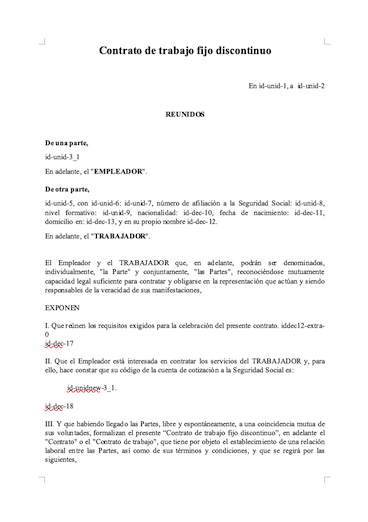 Contrato de trabajo fijo discontinuo
En id-unid-1, a id-unid-2
REUNIDOS
De una parte,
id-unid-3_1
En adelante, el "EMPLEADOR".
De otra parte,
id-unid-5, con id-unid-6: id-unid-7, número de afiliación a la Seguridad Social: id-unid-8,
nivel formativo: id-unid-9, nacionalidad: id-dec-10, fecha de nacimiento: id-dec-11,
domicilio en: id-dec-13, y en su propio nombre id-dec-12.
En adelante, el "TRABAJADOR".
El Empleador y el TRABAJADOR que, en adelante, podrán ser denominados,
individualmente, "la Parte" y conjuntamente, "las Partes", reconociéndose mutuamente
capacidad legal suficiente para contratar y obligarse en la representación que actúan y siendo
responsables de la veracidad de sus manifestaciones,
EXPONEN
I. Que reúnen los requisitos exigidos para la celebración del presente contrato. iddec12-extra-
0
id-dec-17
II. Que el Empleador está interesada en contratar los servicios del TRABAJADOR y, para
ello, hace constar que su código de la cuenta de cotización a la Seguridad Social es:
id-unidnew-3_1.
id-dec-18
III. Y que habiendo llegado las Partes, libre y espontáneamente, a una coincidencia mutua de
sus voluntades, formalizan el presente "Contrato de trabajo fijo discontinuo", en adelante el
"Contrato" o el "Contrato de trabajo", que tiene por objeto el establecimiento de una relación
laboral entre las Partes, así como de sus términos y condiciones, y que se regirá por las
siguientes,